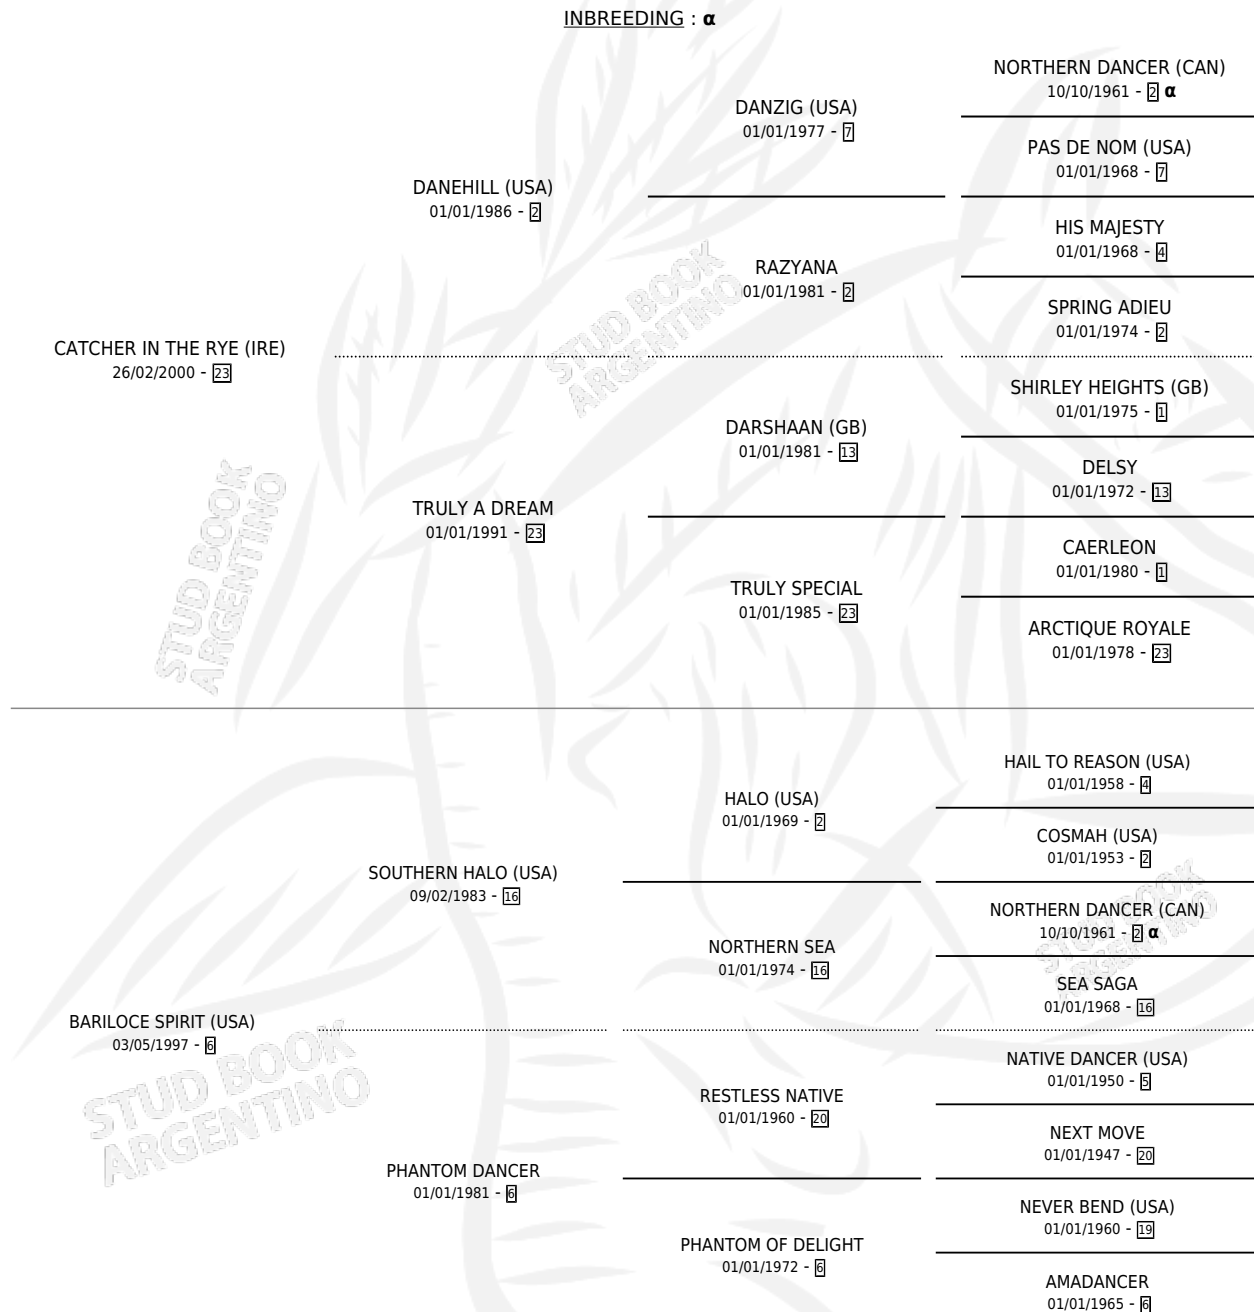 INBREEDING : α
NORTHERN DANCER (CAN)
10/10/1961 - 2 α
DANZIG (USA)
01/01/1977 - 7
PAS DE NOM (USA)
01/01/1968 - 7
DANEHILL (USA)
01/01/1986 - 2
HIS MAJESTY
01/01/1968 - 4
RAZYANA
01/01/1981 - 2
SPRING ADIEU
01/01/1974 - 2
STUD BOOK
ARGENTINO
CATCHER IN THE RYE (IRE)
26/02/2000 - 23
SHIRLEY HEIGHTS (GB)
01/01/1975 - 1
DARSHAAN (GB)
01/01/1981 - 13
DELSY
01/01/1972 - 13
TRULY A DREAM
01/01/1991 - 23
CAERLEON
01/01/1980 - 1
TRULY SPECIAL
01/01/1985 - 23
ARCTIQUE ROYALE
01/01/1978 - 23
STUD BOOK
ARGENTINO
HAIL TO REASON (USA)
01/01/1958 - 4
HALO (USA)
01/01/1969 - 2
COSMAH (USA)
01/01/1953 - 2
SOUTHERN HALO (USA)
09/02/1983 - 16
NORTHERN DANCER (CAN)
10/10/1961 - 2 α
NORTHERN SEA
01/01/1974 - 16
SEA SAGA
01/01/1968 - 16
STUD BOOK
ARGENTINO
BARILOCE SPIRIT (USA)
03/05/1997 - 6
NATIVE DANCER (USA)
01/01/1950 - 5
RESTLESS NATIVE
01/01/1960 - 20
NEXT MOVE
01/01/1947 - 20
STUD BOOK
ARGENTINO
PHANTOM DANCER
01/01/1981 - 6
NEVER BEND (USA)
01/01/1960 - 19
PHANTOM OF DELIGHT
01/01/1972 - 6
AMADANCER
01/01/1965 - 6